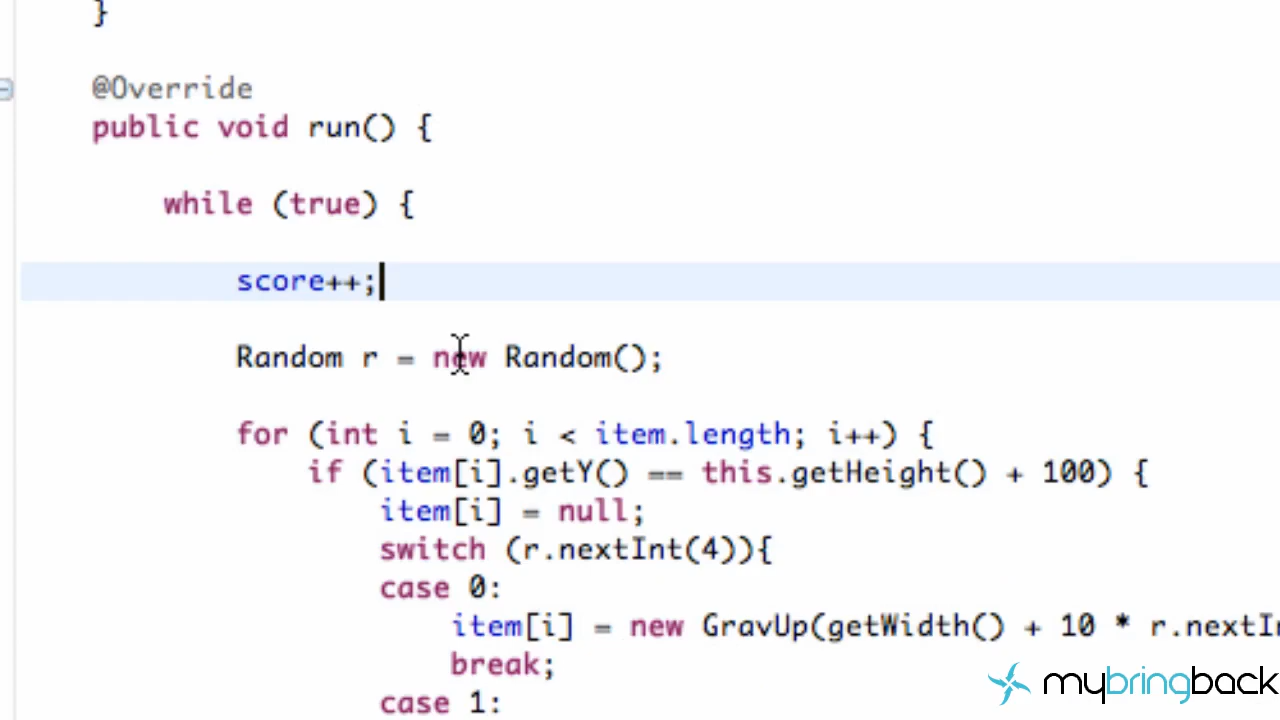 }
@Override
public void run() {
while (true) {
score++;
Random r = new Random();
for (int i = 0; i < item.length; i++) {
if (item[i].getY() == this.getHeight() + 100) {
item[i] = null;
switch (r.nextInt(4)){
case 0:
item[i] = new GravUp(getWidth() + 10 * r.nextIn
break;
case 1:
mybringback